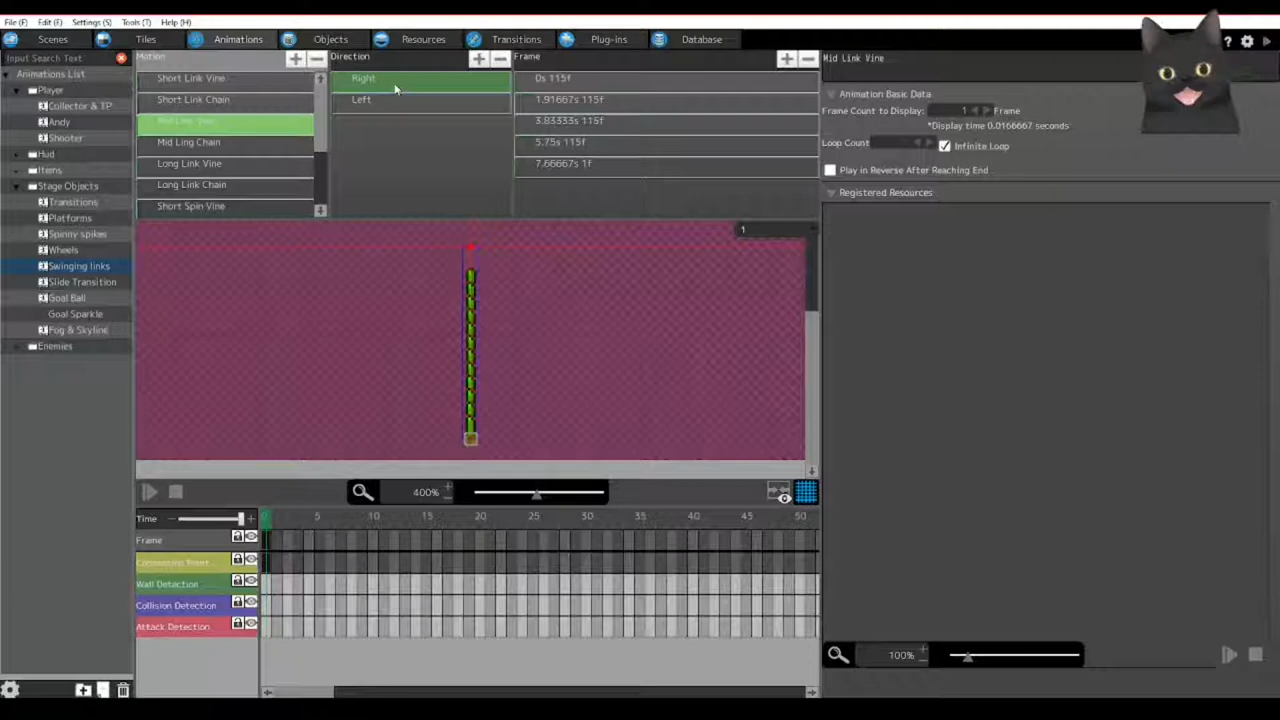 File (F) Edit (E) Settings (S) Tools (T) Help (H)
Scenes Tiles Animations Objects Resources Transitions Plug-ins Database ?
Input Search Text
Animations List
Player
Collector & TP
Andy
Shooter
Hud
Items
Stage Objects
Transitions
Platforms
Spinny spikes
Wheels
Swinging links
Slide Transition
Goal Ball
Goal Sparkle
Fog & Skyline
Enemies
Motion
Short Link Vine
Short Link Chain
Mid Link Vine
Mid Ling Chain
Long Link Vine
Long Link Chain
Short Spin Vine
Direction
Right
Left
Frame
0s 115f
1.91667s 115f
3.83333s 115f
5.75s 115f
7.66667s 1f
1
400%
Time
0 5 10 15 20 25 30 35 40 45 50
Frame
Connection Point
Wall Detection
Collision Detection
Attack Detection
Mid Link Vine
Animation Basic Data
Frame Count to Display: 1 Frame
*Display time 0.0166667 seconds
Loop Count Infinite Loop
Play in Reverse After Reaching End
Registered Resources
100%